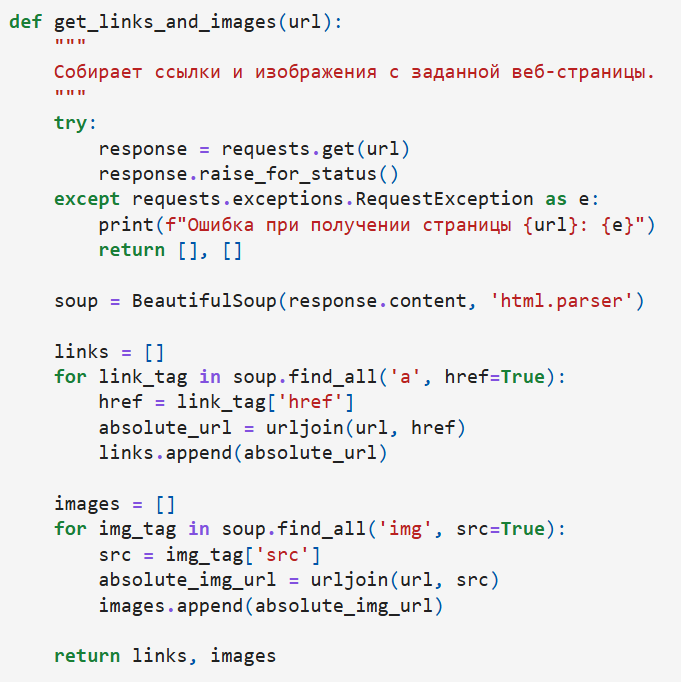 def get_links_and_images(url):
    """
    Собирает ссылки и изображения с заданной веб-страницы.
    """
    try:
        response = requests.get(url)
        response.raise_for_status()
    except requests.exceptions.RequestException as e:
        print(f"Ошибка при получении страницы {url}: {e}")
        return [], []

    soup = BeautifulSoup(response.content, 'html.parser')

    links = []
    for link_tag in soup.find_all('a', href=True):
        href = link_tag['href']
        absolute_url = urljoin(url, href)
        links.append(absolute_url)

    images = []
    for img_tag in soup.find_all('img', src=True):
        src = img_tag['src']
        absolute_img_url = urljoin(url, src)
        images.append(absolute_img_url)

    return links, images